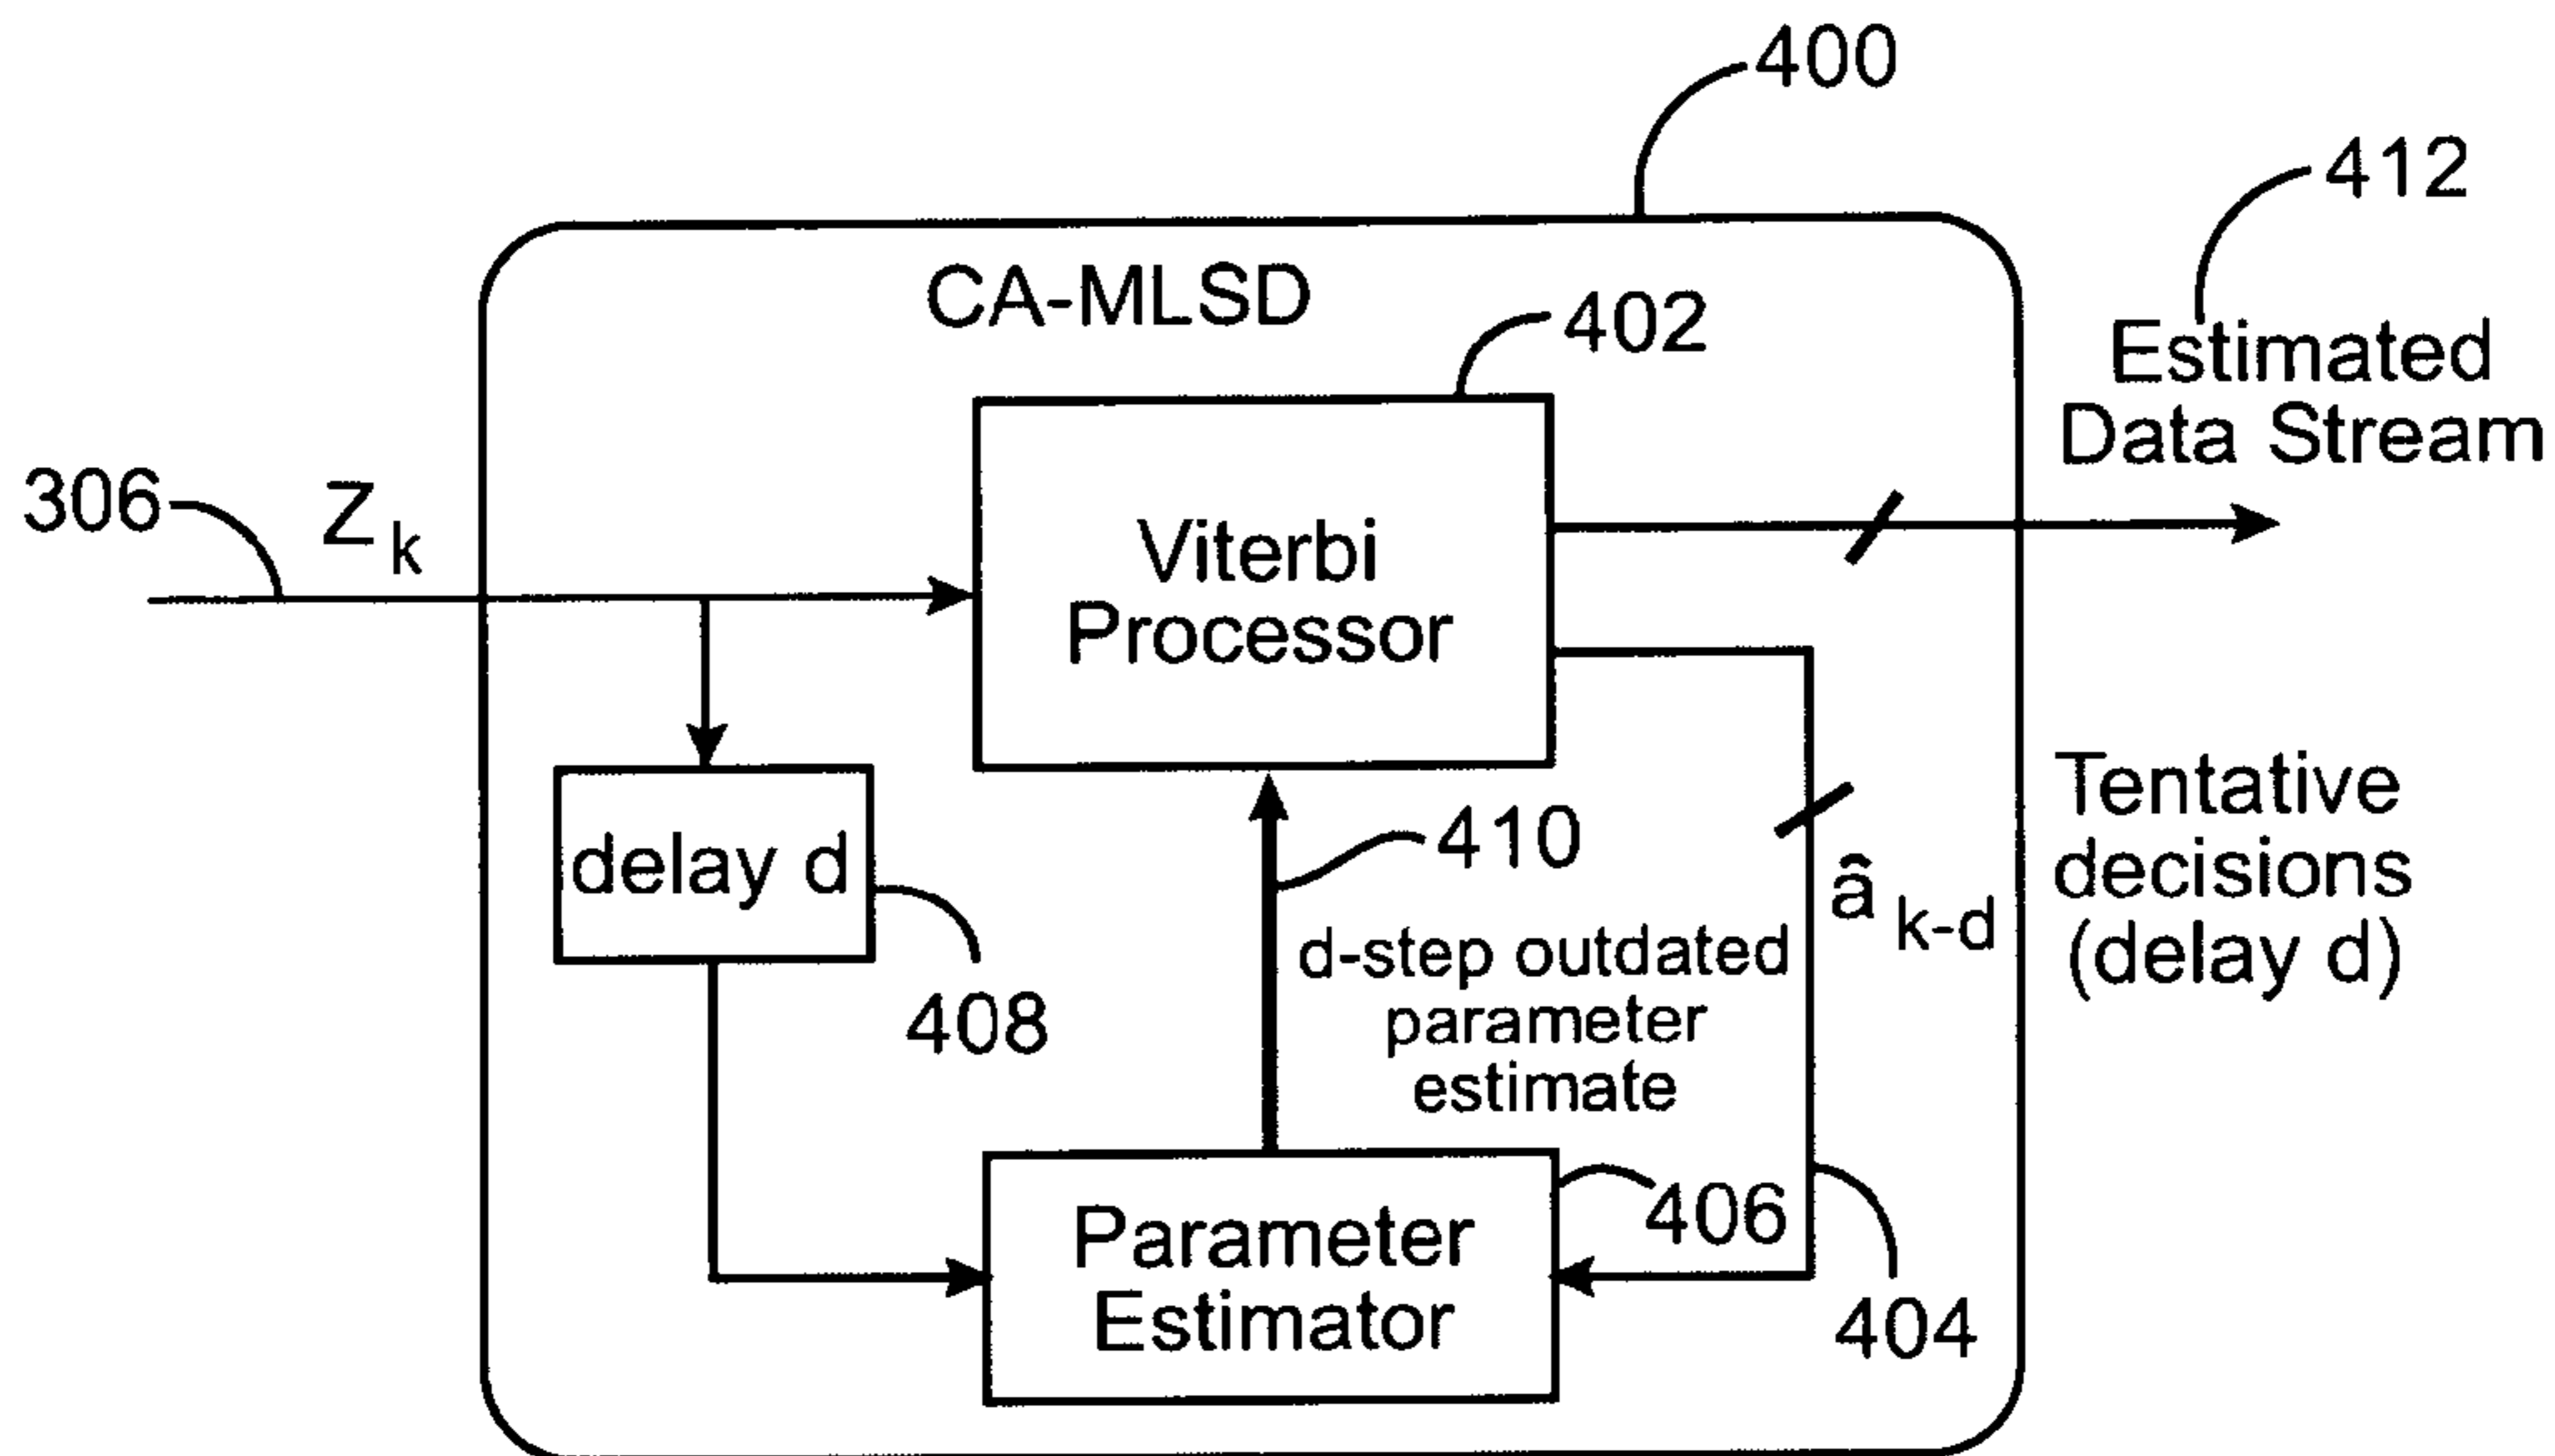 400
412
CA-MLSD
402
Estimated
Data Stream
306
Z k
Viterbi
Processor
Tentative
decisions
(delay d)
delay d
410
â k-d
d-step outdated
parameter
estimate
408
406
Parameter
Estimator
404